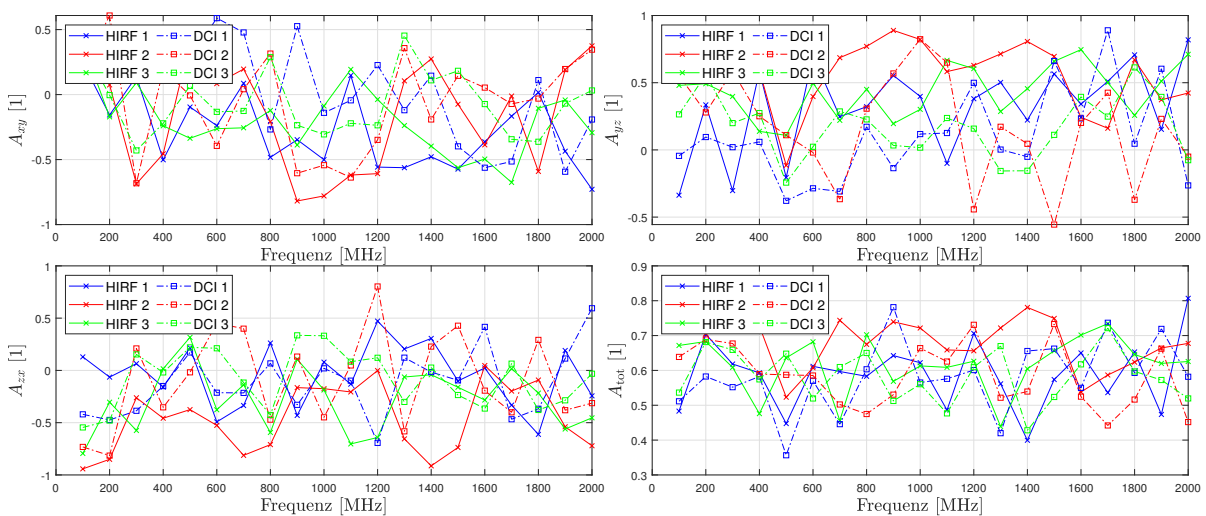 0.5
0
-0.5
-1
A_xy [1]
HIRF 1 DCI 1
HIRF 2 DCI 2
HIRF 3 DCI 3
0 200 400 600 800 1000 1200 1400 1600 1800 2000
Frequenz [MHz]
0.5
0
-0.5
A_yz [1]
HIRF 1 DCI 1
HIRF 2 DCI 2
HIRF 3 DCI 3
0 200 400 600 800 1000 1200 1400 1600 1800 2000
Frequenz [MHz]
1
0.5
0
-0.5
-1
A_zx [1]
HIRF 1 DCI 1
HIRF 2 DCI 2
HIRF 3 DCI 3
0 200 400 600 800 1000 1200 1400 1600 1800 2000
Frequenz [MHz]
0.9
0.8
0.7
0.6
0.5
0.4
0.3
A_tot [1]
HIRF 1 DCI 1
HIRF 2 DCI 2
HIRF 3 DCI 3
0 200 400 600 800 1000 1200 1400 1600 1800 2000
Frequenz [MHz]